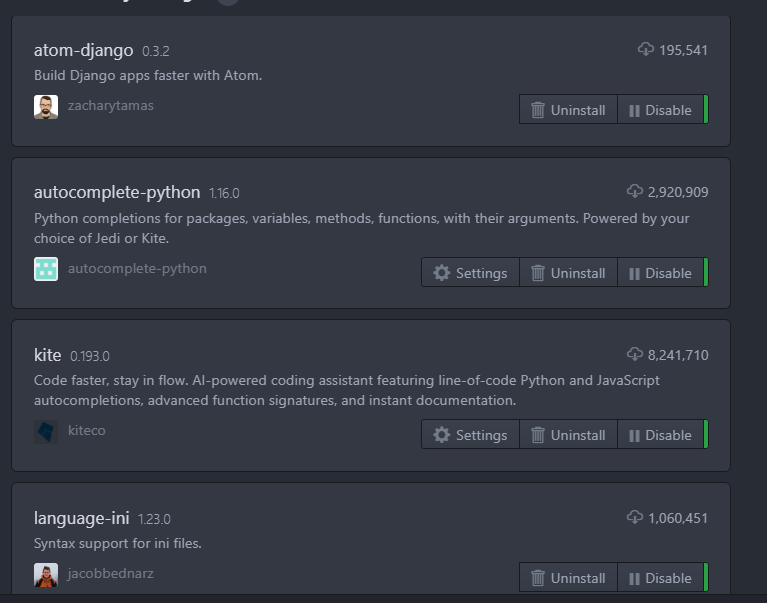 atom-django 0.3.2 195,541
Build Django apps faster with Atom.
zacharytamas Uninstall Disable
autocomplete-python 1.16.0 2,920,909
Python completions for packages, variables, methods, functions, with their arguments. Powered by your
choice of Jedi or Kite.
autocomplete-python Settings Uninstall Disable
kite 0.193.0 8,241,710
Code faster, stay in flow. AI-powered coding assistant featuring line-of-code Python and JavaScript
autocompletions, advanced function signatures, and instant documentation.
kiteco Settings Uninstall Disable
language-ini 1.23.0 1,060,451
Syntax support for ini files.
jacobbednarz Uninstall Disable